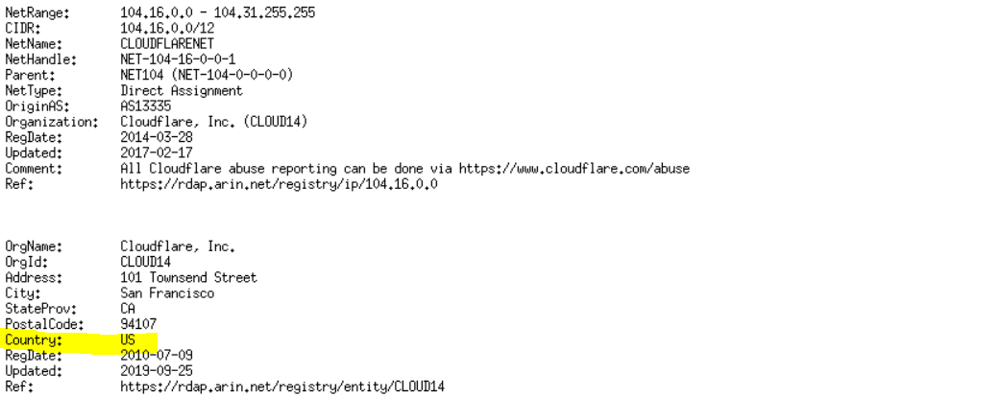 NetRange: 104.16.0.0 - 104.31.255.255
CIDR: 104.16.0.0/12
NetName: CLOUDFLARENET
NetHandle: NET-104-16-0-0-1
Parent: NET104 (NET-104-0-0-0-0)
NetType: Direct Assignment
OriginAS: AS13335
Organization: Cloudflare, Inc. (CLOUD14)
RegDate: 2014-03-28
Updated: 2017-02-17
Comment: All Cloudflare abuse reporting can be done via https://www.cloudflare.com/abuse
Ref: https://rdap.arin.net/registry/ip/104.16.0.0
OrgName: Cloudflare, Inc.
OrgId: CLOUD14
Address: 101 Townsend Street
City: San Francisco
StateProv: CA
PostalCode: 94107
Country: US
RegDate: 2010-07-09
Updated: 2019-09-25
Ref: https://rdap.arin.net/registry/entity/CLOUD14